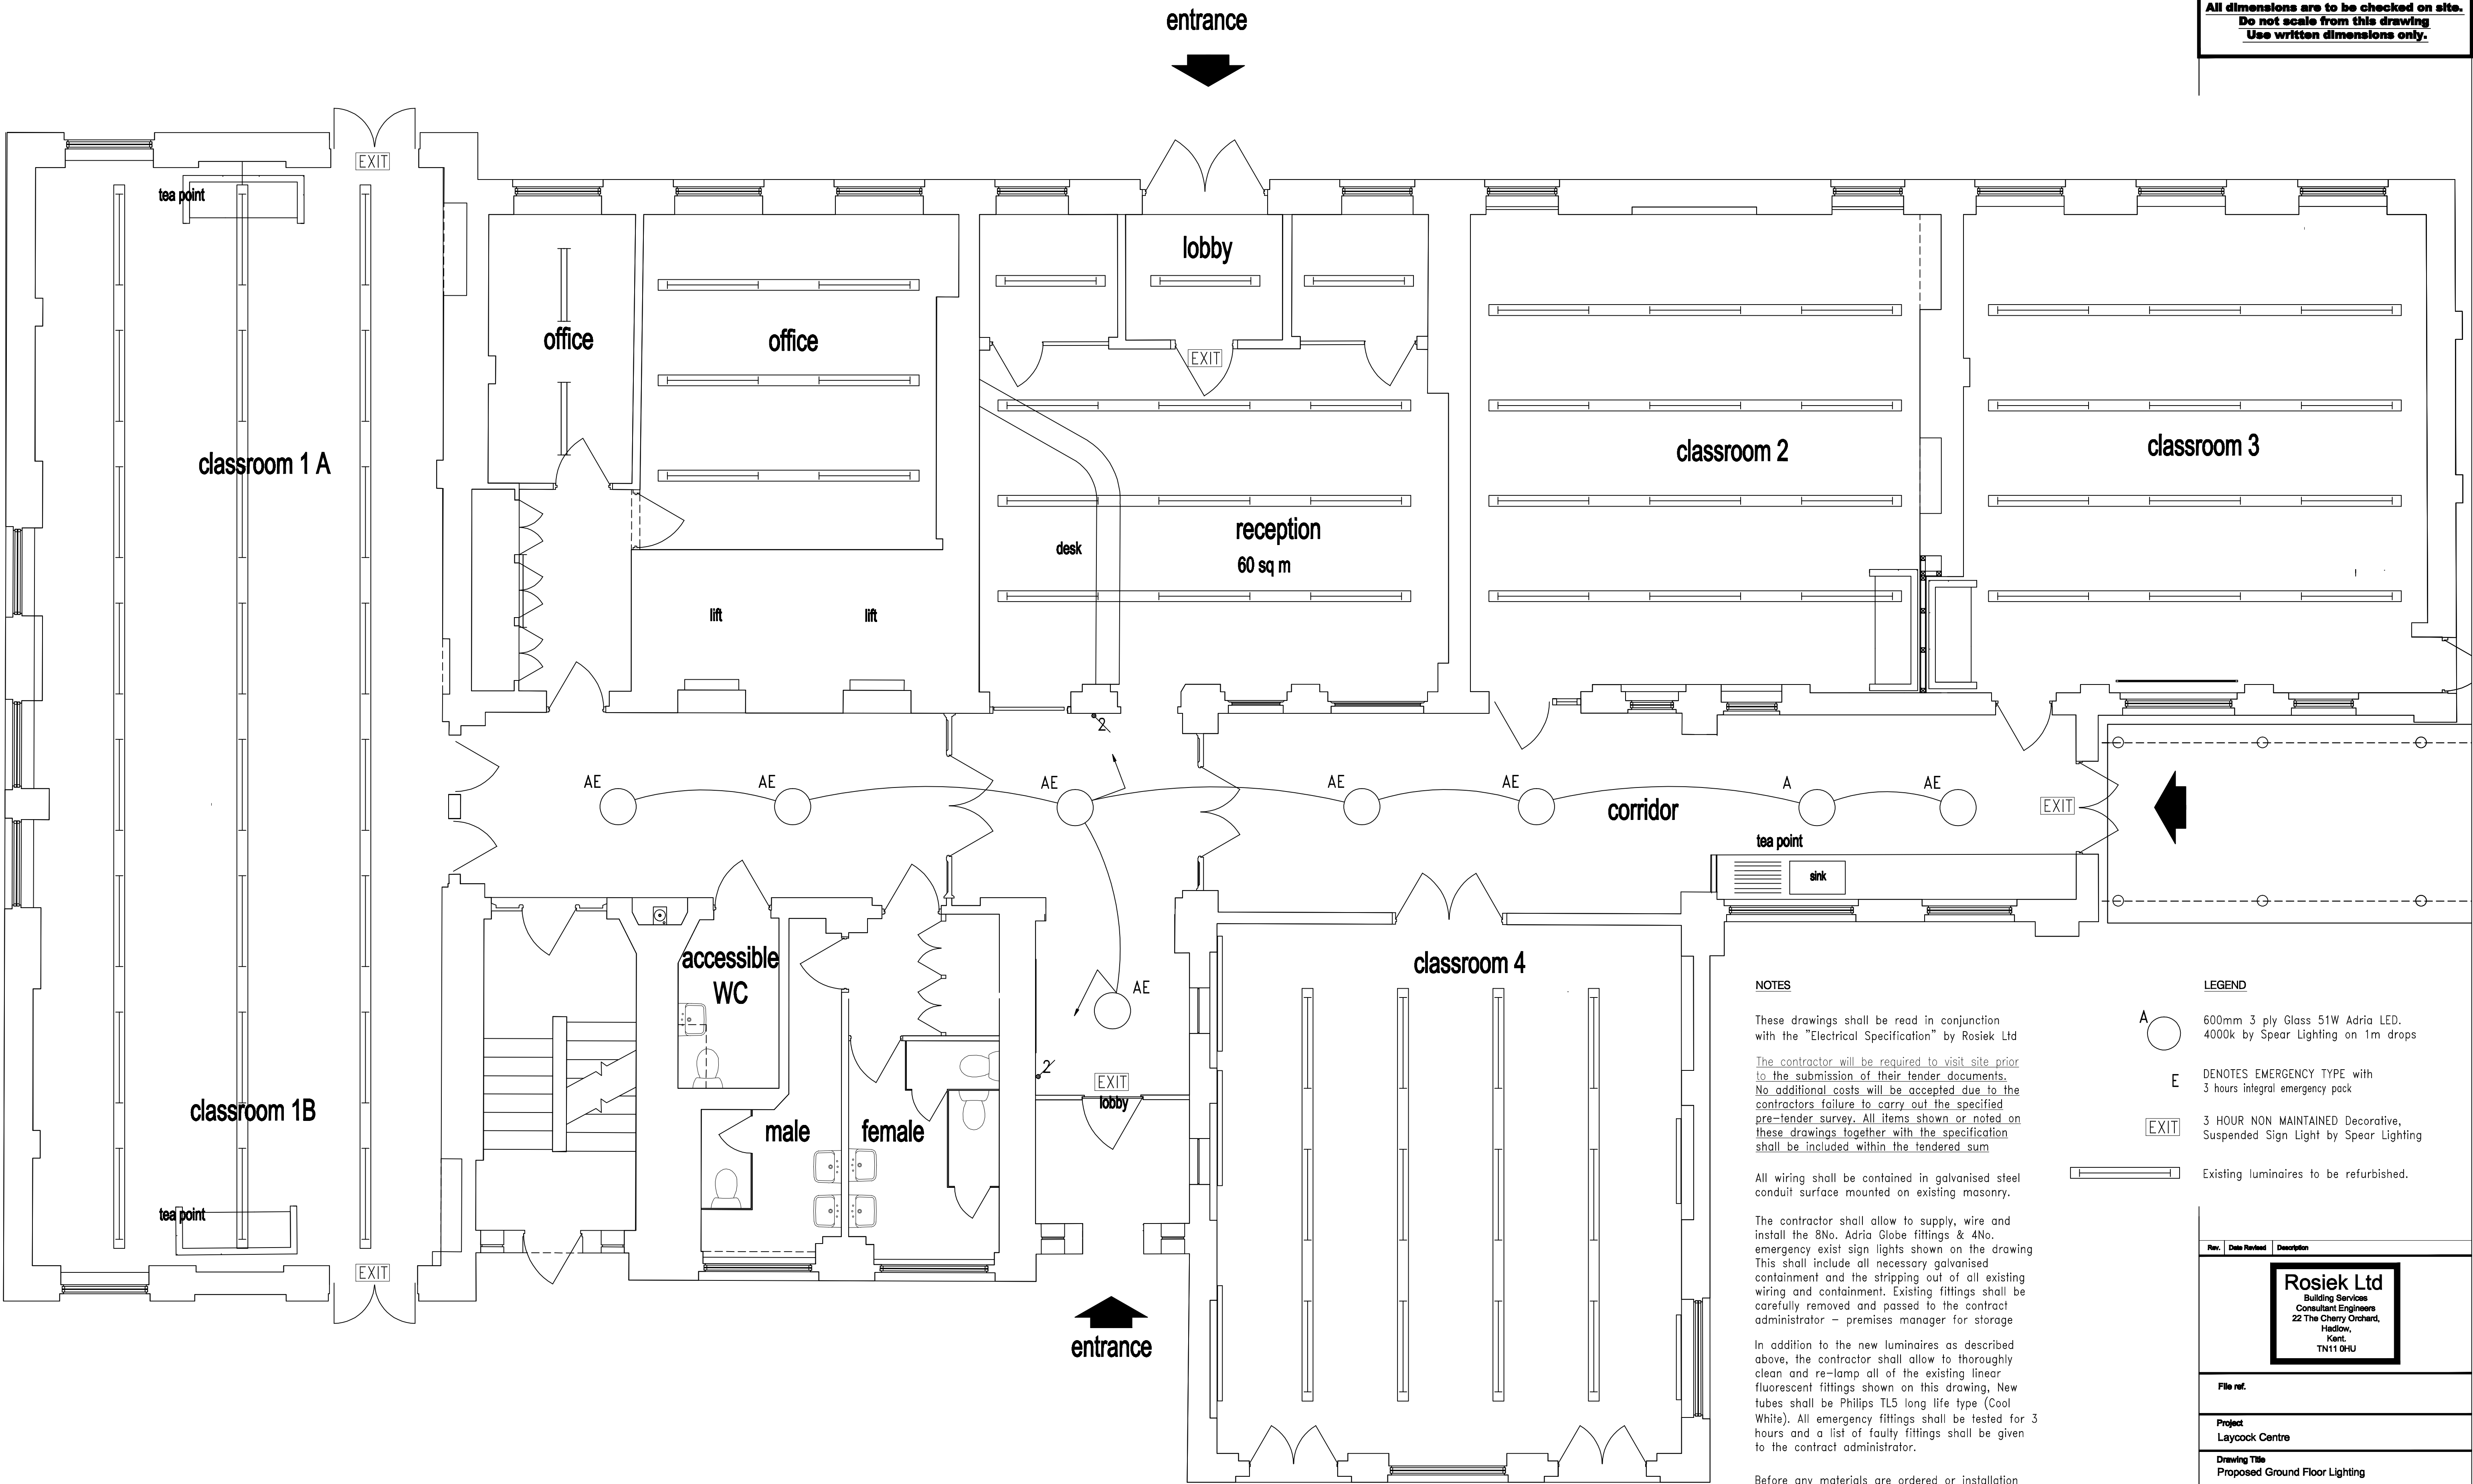 entrance
All dimensions are to be checked on site.
Do not scale from this drawing
Use written dimensions only.
EXIT
tea point
lobby
office
office
EXIT
classroom 1 A
classroom 2
classroom 3
reception
60 sq m
desk
lift
lift
2
AE
AE
AE
AE
AE
A
AE
corridor
EXIT
tea point
sink
accessible
WC
classroom 4
AE
2
EXIT
lobby
classroom 1B
male
female
tea point
EXIT
entrance
NOTES
These drawings shall be read in conjunction
with the "Electrical Specification" by Rosiek Ltd
The contractor will be required to visit site prior
to the submission of their tender documents.
No additional costs will be accepted due to the
contractors failure to carry out the specified
pre-tender survey. All items shown or noted on
these drawings together with the specification
shall be included within the tendered sum
All wiring shall be contained in galvanised steel
conduit surface mounted on existing masonry.
The contractor shall allow to supply, wire and
install the 8No. Adria Globe fittings & 4No.
emergency exist sign lights shown on the drawing
This shall include all necessary galvanised
containment and the stripping out of all existing
wiring and containment. Existing fittings shall be
carefully removed and passed to the contract
administrator – premises manager for storage
In addition to the new luminaires as described
above, the contractor shall allow to thoroughly
clean and re-lamp all of the existing linear
fluorescent fittings shown on this drawing, New
tubes shall be Philips TL5 long life type (Cool
White). All emergency fittings shall be tested for 3
hours and a list of faulty fittings shall be given
to the contract administrator.
Before any materials are ordered or installation
LEGEND
A
600mm 3 ply Glass 51W Adria LED.
4000k by Spear Lighting on 1m drops
E
DENOTES EMERGENCY TYPE with
3 hours integral emergency pack
EXIT
3 HOUR NON MAINTAINED Decorative,
Suspended Sign Light by Spear Lighting
Existing luminaires to be refurbished.
Rev. Date Revised Description
Rosiek Ltd
Building Services
Consultant Engineers
22 The Cherry Orchard,
Hadlow,
Kent.
TN11 0HU
File ref.
Project
Laycock Centre
Drawing Title
Proposed Ground Floor Lighting